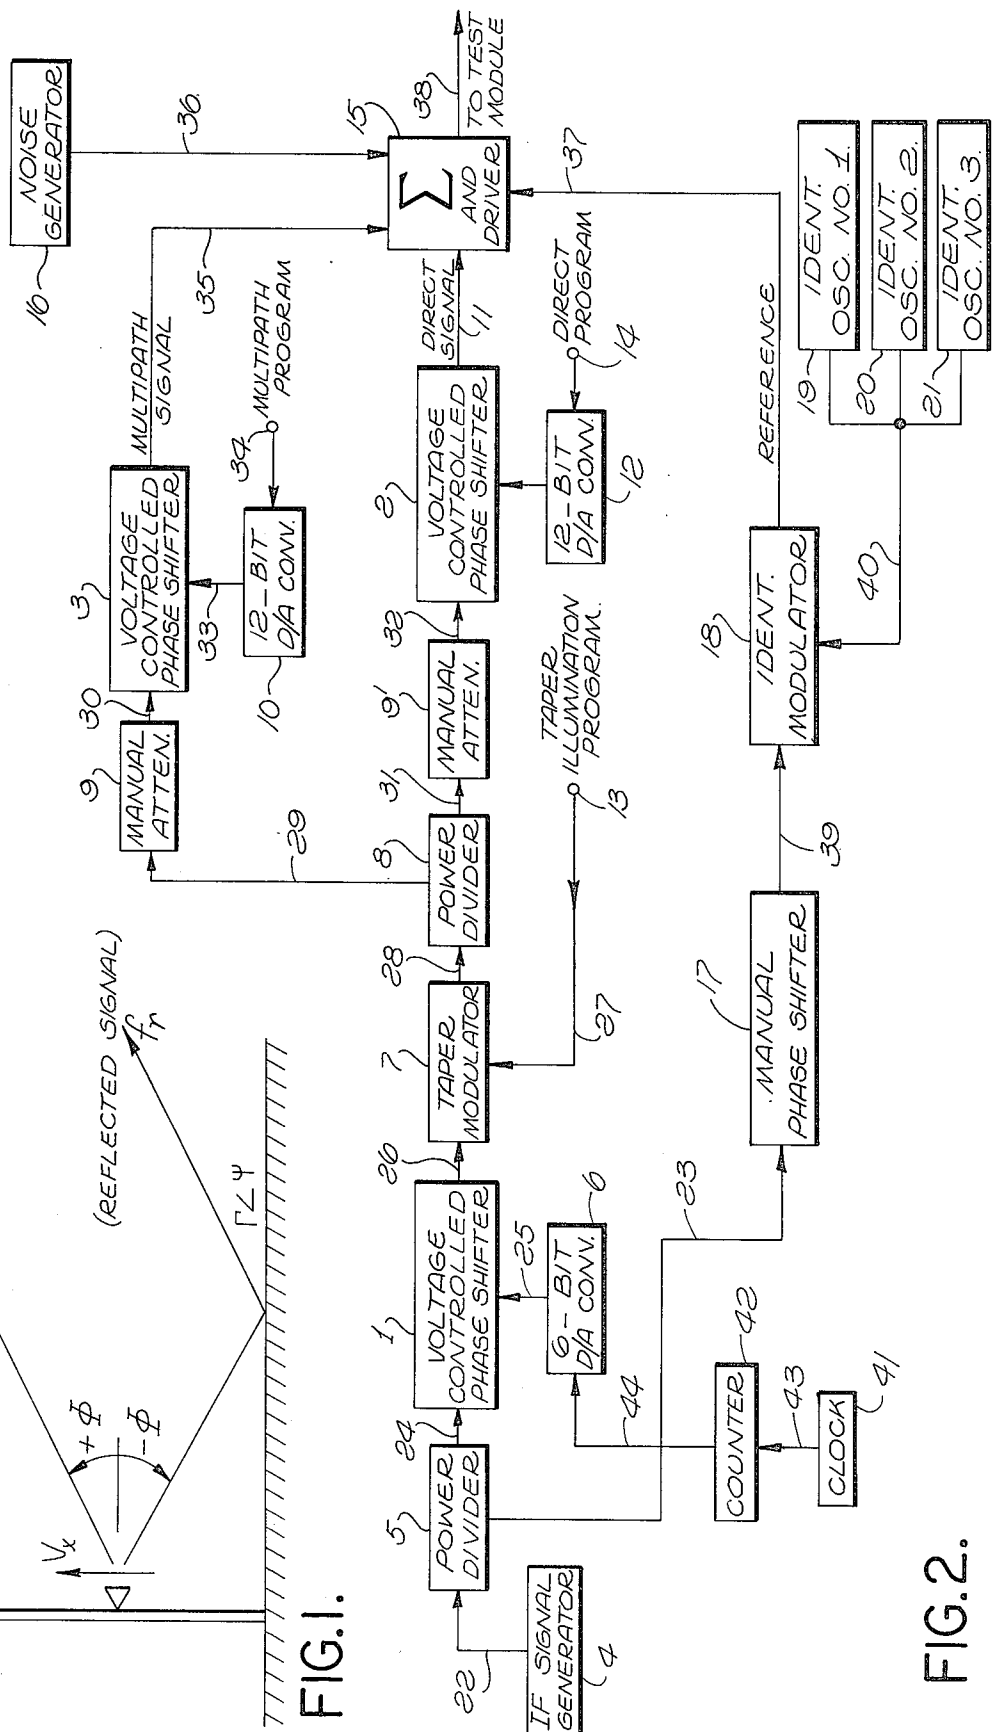 Vx
+Φ
-Φ
(REFLECTED SIGNAL)
fr
Γ∠Ψ
FIG.1.
16
NOISE
GENERATOR
36
MULTIPATH
SIGNAL
35
3
VOLTAGE
CONTROLLED
PHASE SHIFTER
30
9
MANUAL
ATTEN.
33
34
MULTIPATH
PROGRAM
12-BIT
D/A CONV.
10
29
15
Σ
AND
DRIVER
38
TO TEST
MODULE
37
DIRECT
SIGNAL
11
2
VOLTAGE
CONTROLLED
PHASE SHIFTER
DIRECT
PROGRAM
14
12-BIT
D/A CONV.
12
32
9'
MANUAL
ATTEN.
31
8
POWER
DIVIDER
28
7
TAPER
MODULATOR
TAPER
ILLUMINATION
PROGRAM.
13
27
26
1
VOLTAGE
CONTROLLED
PHASE SHIFTER
25
6
6-BIT
D/A CONV.
24
5
POWER
DIVIDER
22
IF SIGNAL
GENERATOR
4
44
COUNTER
42
43
CLOCK
41
23
17
MANUAL
PHASE SHIFTER
39
18
IDENT.
MODULATOR
REFERENCE
40
19
IDENT.
OSC. NO. 1.
20
IDENT.
OSC. NO. 2.
21
IDENT.
OSC. NO. 3.
FIG.2.